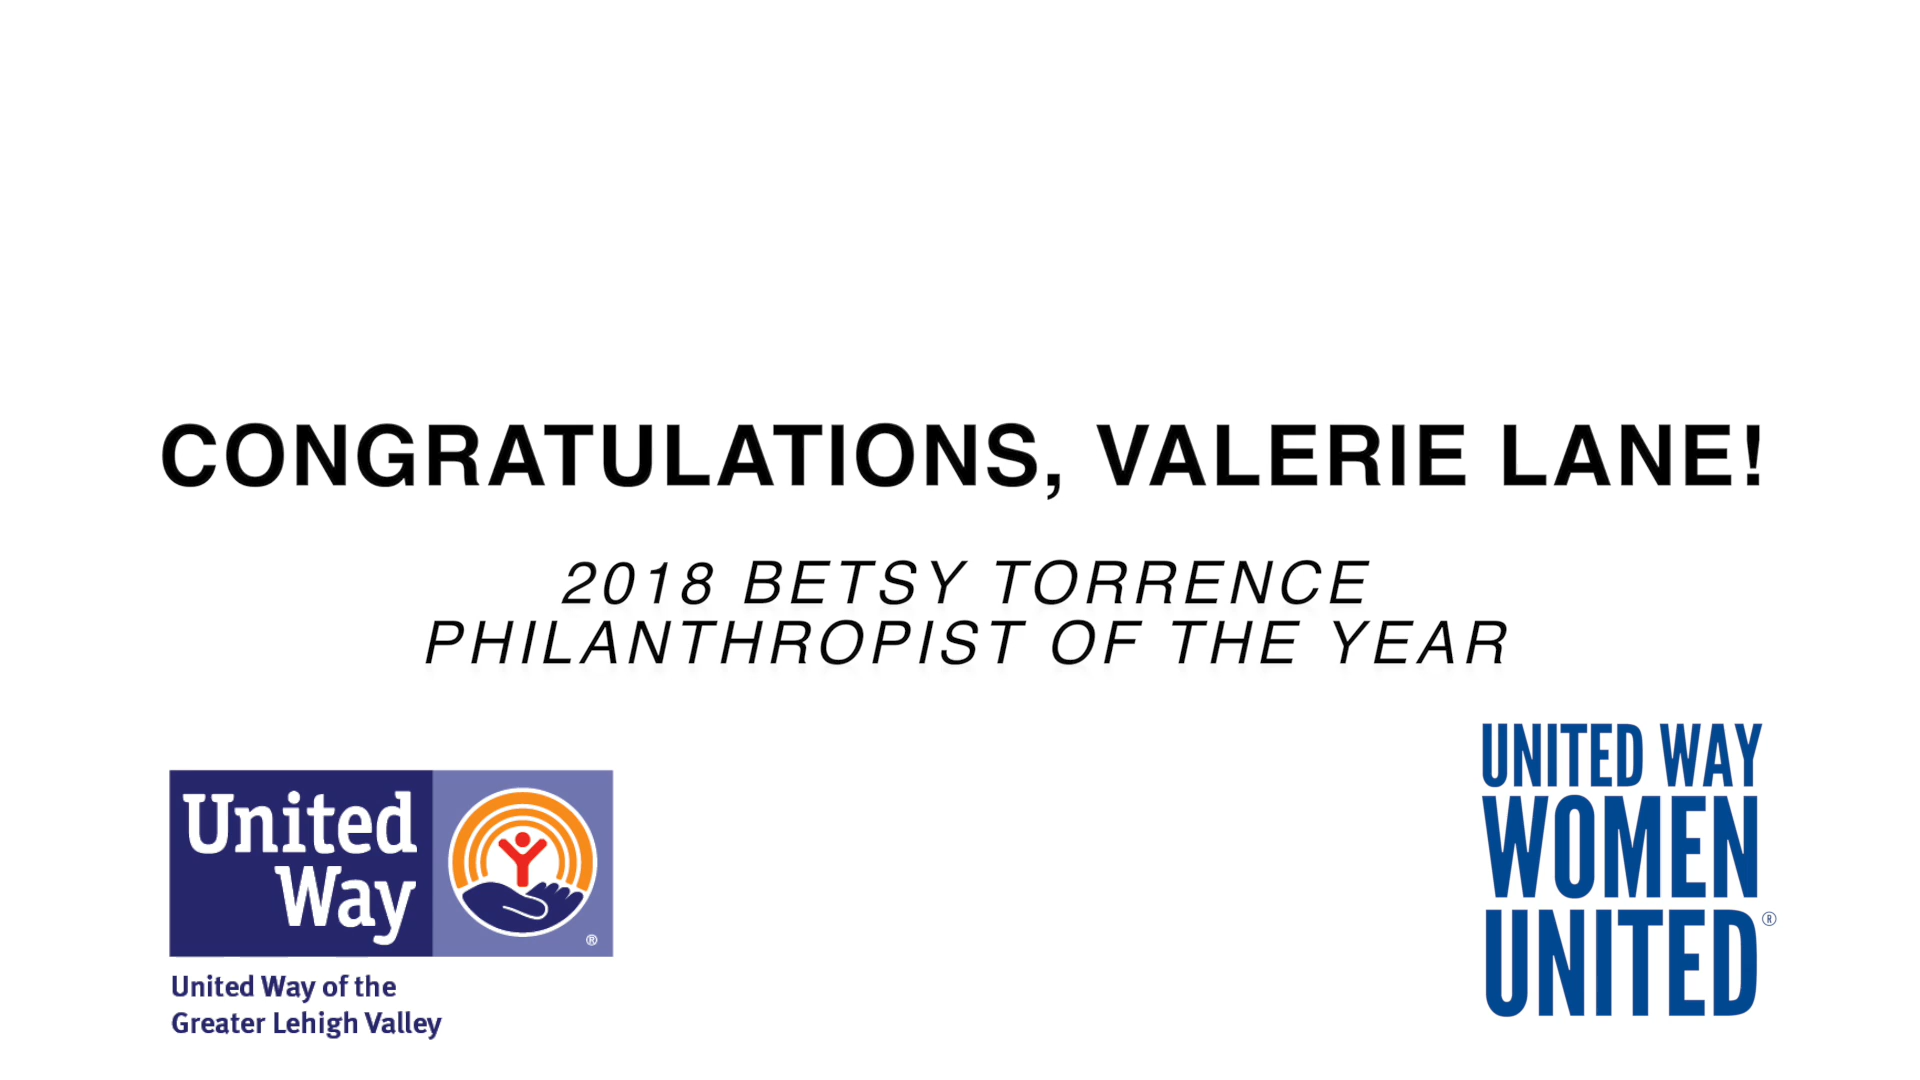 CONGRATULATIONS, VALERIE LANE!
2018 BETSY TORRENCE
PHILANTHROPIST OF THE YEAR
United
Way
®
United Way of the
Greater Lehigh Valley
UNITED WAY
WOMEN
UNITED®